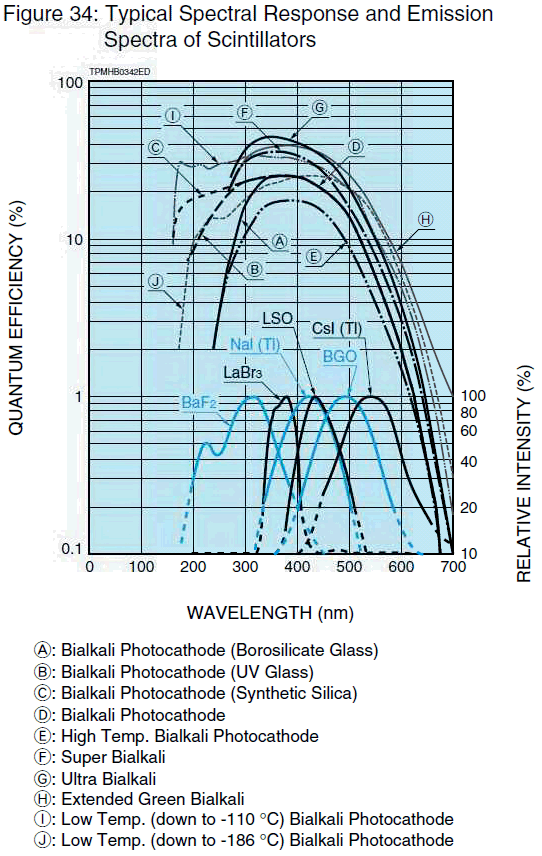 Figure 34: Typical Spectral Response and Emission
Spectra of Scintillators
TPMHB0342ED
100
10
1
0.1
QUANTUM EFFICIENCY (%)
Ⓘ
Ⓕ
Ⓖ
Ⓒ
Ⓓ
Ⓗ
Ⓐ
Ⓔ
Ⓑ
Ⓙ
LSO
CsI (Tl)
NaI (Tl)
BGO
LaBr3
BaF2
100
80
60
40
20
10
RELATIVE INTENSITY (%)
0 100 200 300 400 500 600 700
WAVELENGTH (nm)
Ⓐ: Bialkali Photocathode (Borosilicate Glass)
Ⓑ: Bialkali Photocathode (UV Glass)
Ⓒ: Bialkali Photocathode (Synthetic Silica)
Ⓓ: Bialkali Photocathode
Ⓔ: High Temp. Bialkali Photocathode
Ⓕ: Super Bialkali
Ⓖ: Ultra Bialkali
Ⓗ: Extended Green Bialkali
Ⓘ: Low Temp. (down to -110 °C) Bialkali Photocathode
Ⓙ: Low Temp. (down to -186 °C) Bialkali Photocathode